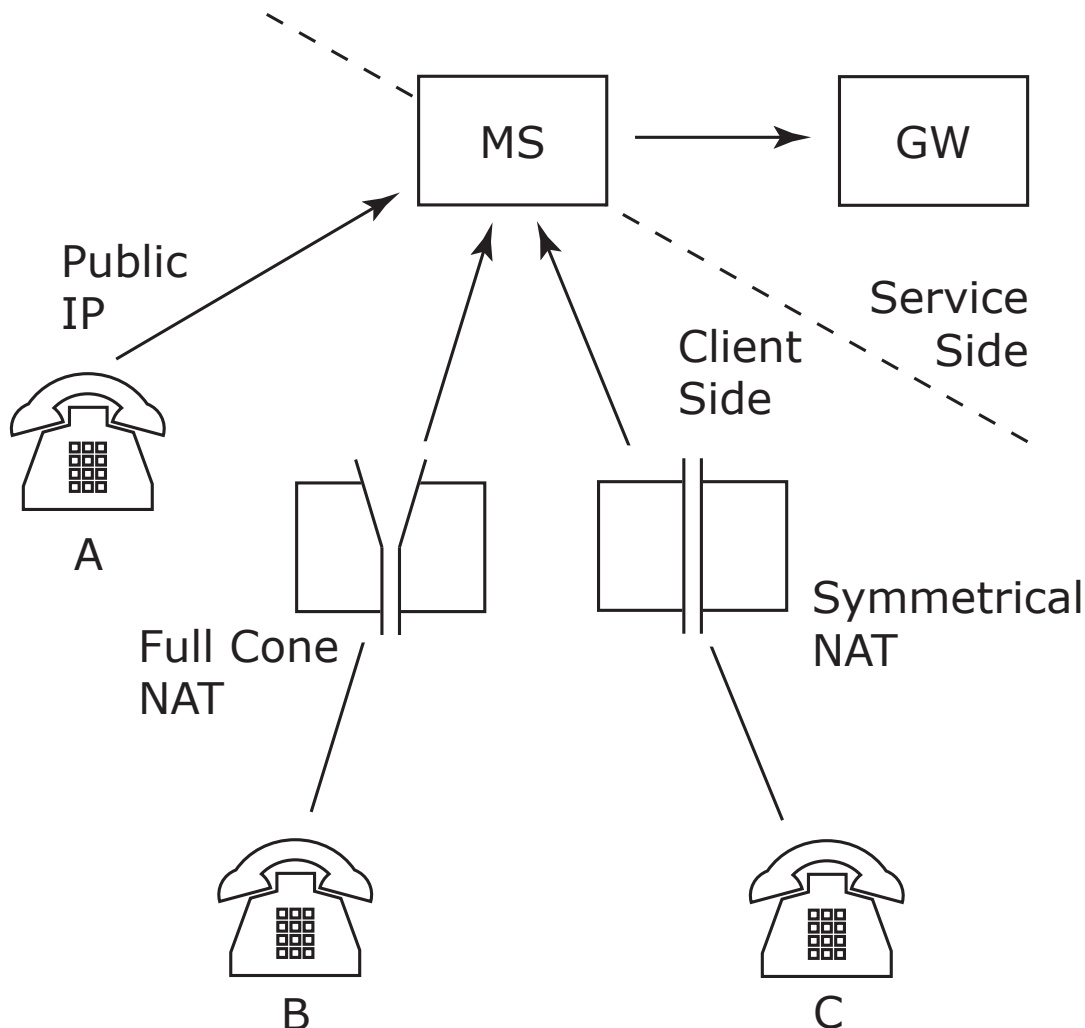 MS
GW
Public
IP
Service
Side
Client
Side
A
Symmetrical
NAT
Full Cone
NAT
B
C